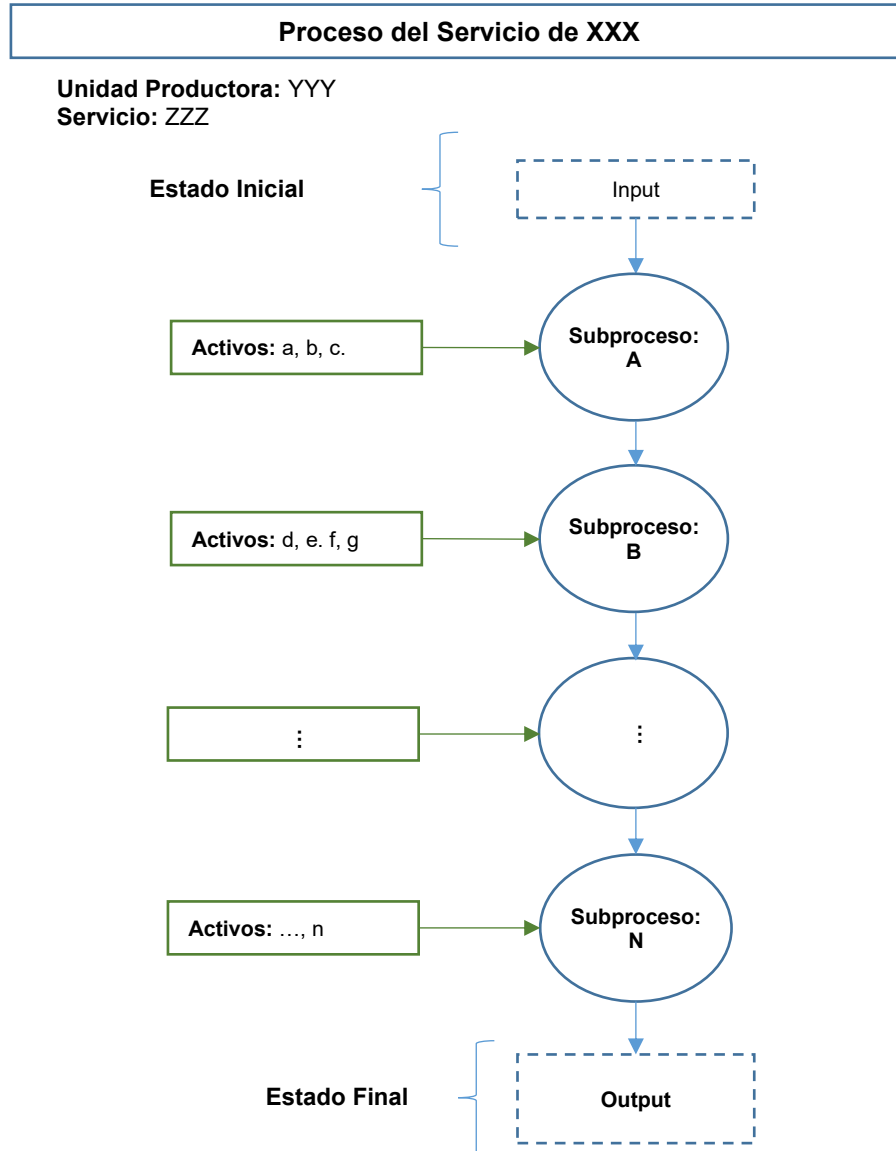 Proceso del Servicio de XXX
Unidad Productora: YYY
Servicio: ZZZ
Estado Inicial
Input
Activos: a, b, c.
Subproceso:
A
Activos: d, e. f, g
Subproceso:
B
⋮
⋮
Activos: …, n
Subproceso:
N
Estado Final
Output